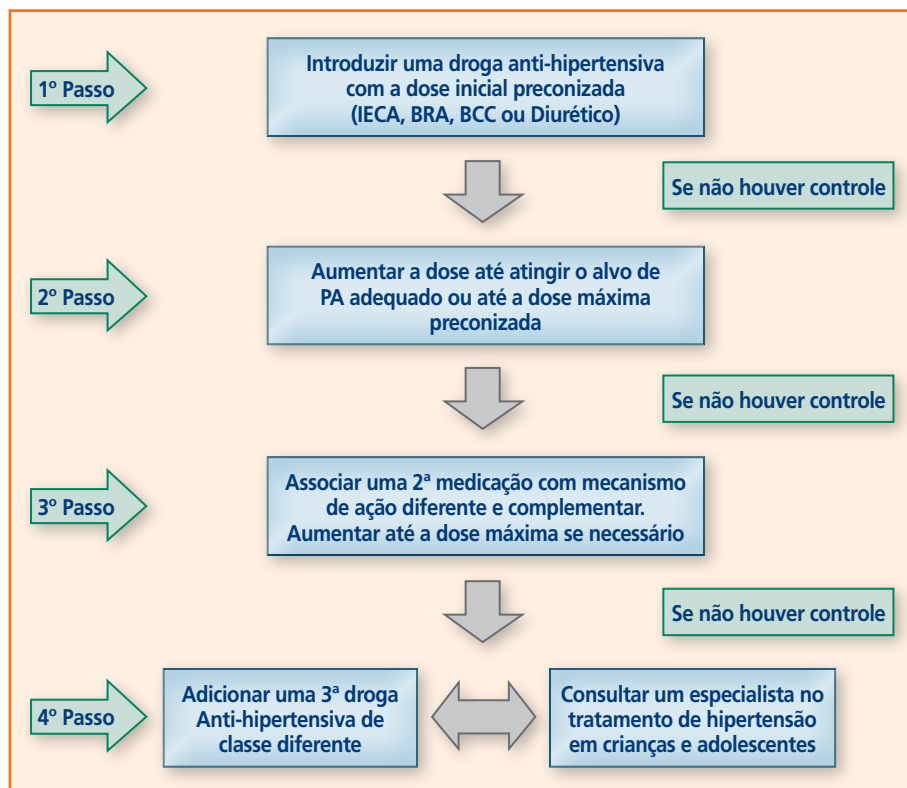 1º Passo
Introduzir uma droga anti-hipertensiva
com a dose inicial preconizada
(IECA, BRA, BCC ou Diurético)
Se não houver controle
2º Passo
Aumentar a dose até atingir o alvo de
PA adequado ou até a dose máxima
preconizada
Se não houver controle
3º Passo
Associar uma 2ª medicação com mecanismo
de ação diferente e complementar.
Aumentar até a dose máxima se necessário
Se não houver controle
4º Passo
Adicionar uma 3ª droga
Anti-hipertensiva de
classe diferente
Consultar um especialista no
tratamento de hipertensão
em crianças e adolescentes